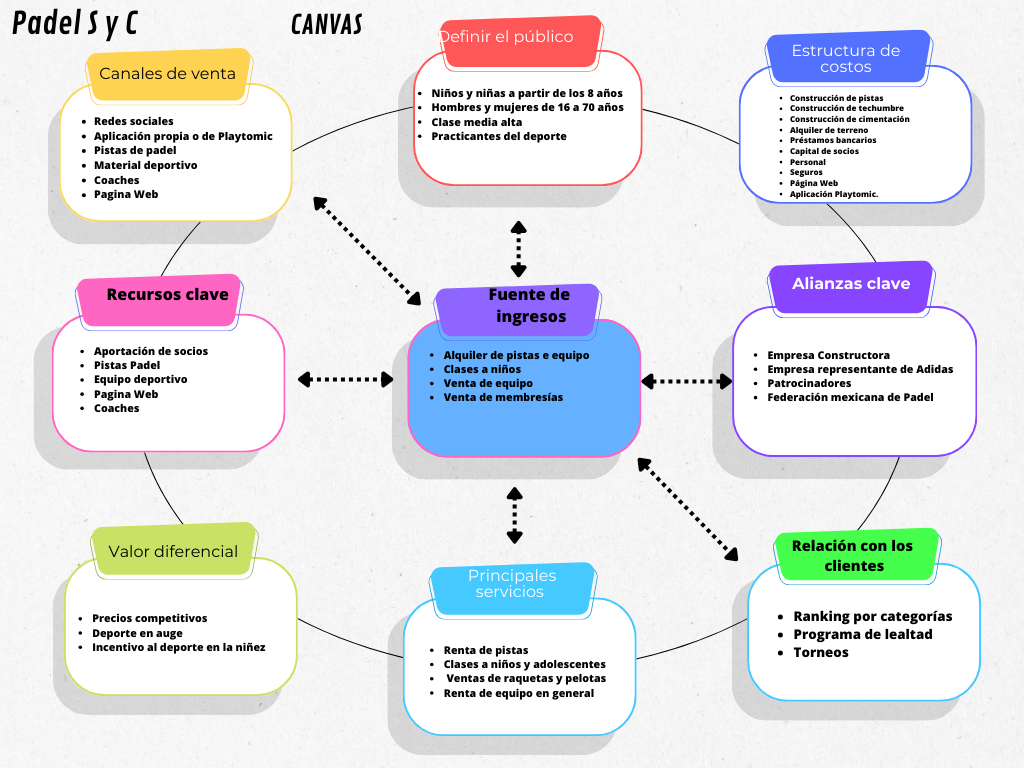 Padel S y C
CANVAS
Canales de venta
Redes sociales
Aplicación propia o de Playtomic
Pistas de padel
Material deportivo
Coaches
Pagina Web
Definir el público
Niños y niñas a partir de los 8 años
Hombres y mujeres de 16 a 70 años
Clase media alta
Practicantes del deporte
Estructura de
costos
Construcción de pistas
Construcción de techumbre
Construcción de cimentación
Alquiler de terreno
Préstamos bancarios
Capital de socios
Personal
Seguros
Página Web
Aplicación Playtomic.
Recursos clave
Aportación de socios
Pistas Padel
Equipo deportivo
Pagina Web
Coaches
Fuente de
ingresos
Alquiler de pistas e equipo
Clases a niños
Venta de equipo
Venta de membresías
Alianzas clave
Empresa Constructora
Empresa representante de Adidas
Patrocinadores
Federación mexicana de Padel
Valor diferencial
Precios competitivos
Deporte en auge
Incentivo al deporte en la niñez
Principales
servicios
Renta de pistas
Clases a niños y adolescentes
Ventas de raquetas y pelotas
Renta de equipo en general
Relación con los
clientes
Ranking por categorías
Programa de lealtad
Torneos